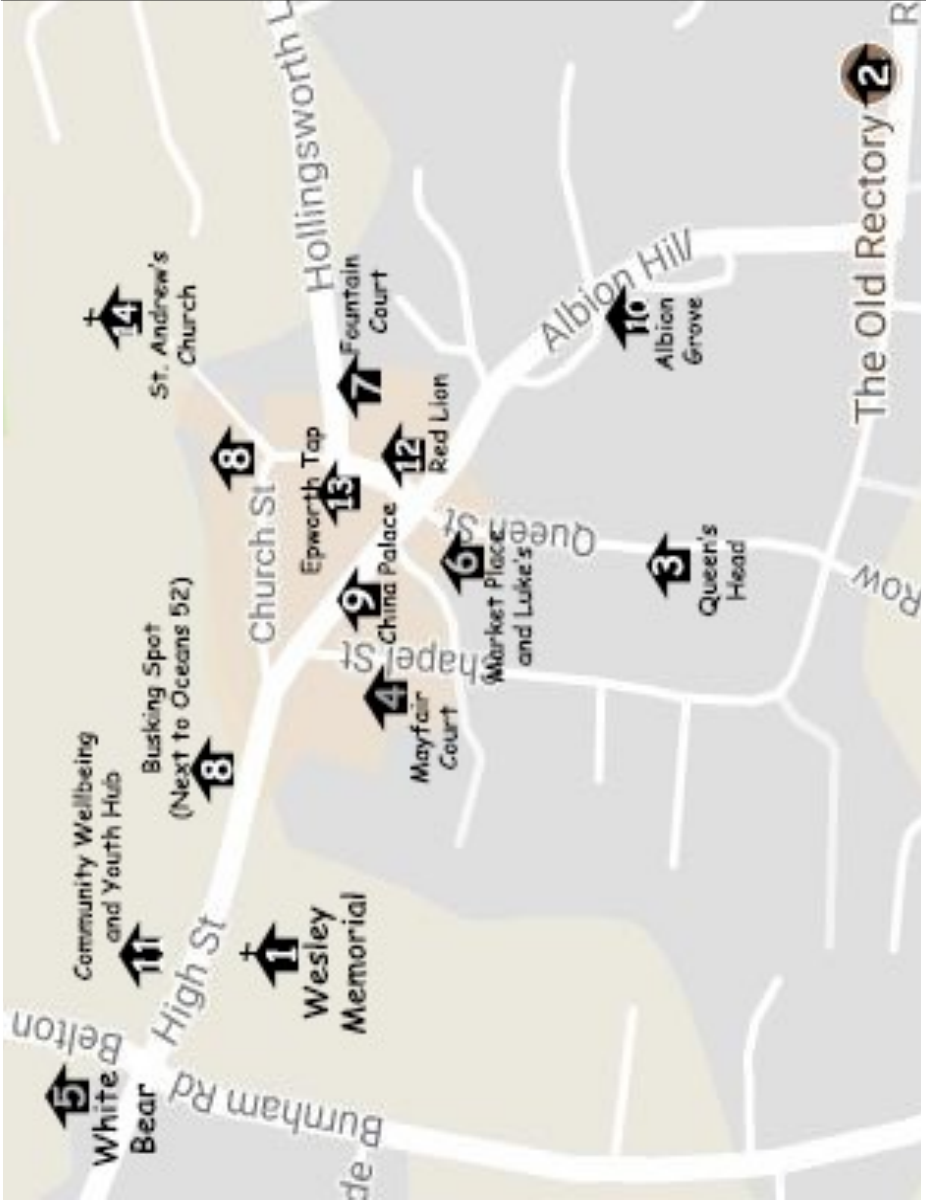 5
White
Bear
Belton
Burnham Rd
de
High St
Community Wellbeing
and Youth Hub
11
1
Wesley
Memorial
Busking Spot
(Next to Oceans 52)
8
Church St
8
14
St. Andrew's
Church
Mayfair
Court
4
hapel St
9
China Palace
Epworth Tap
13
6
Market Place
and Luke's
Queen St
12
Red Lion
7
Fountain
Court
Hollingsworth L
3
Queen's
Head
Row
Albion Hill
10
Albion
Grove
The Old Rectory
2
R